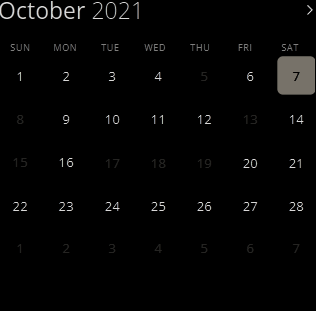 October 2021
SUN MON TUE WED THU FRI SAT
1 2 3 4 5 6 7
8 9 10 11 12 13 14
15 16 17 18 19 20 21
22 23 24 25 26 27 28
1 2 3 4 5 6 7